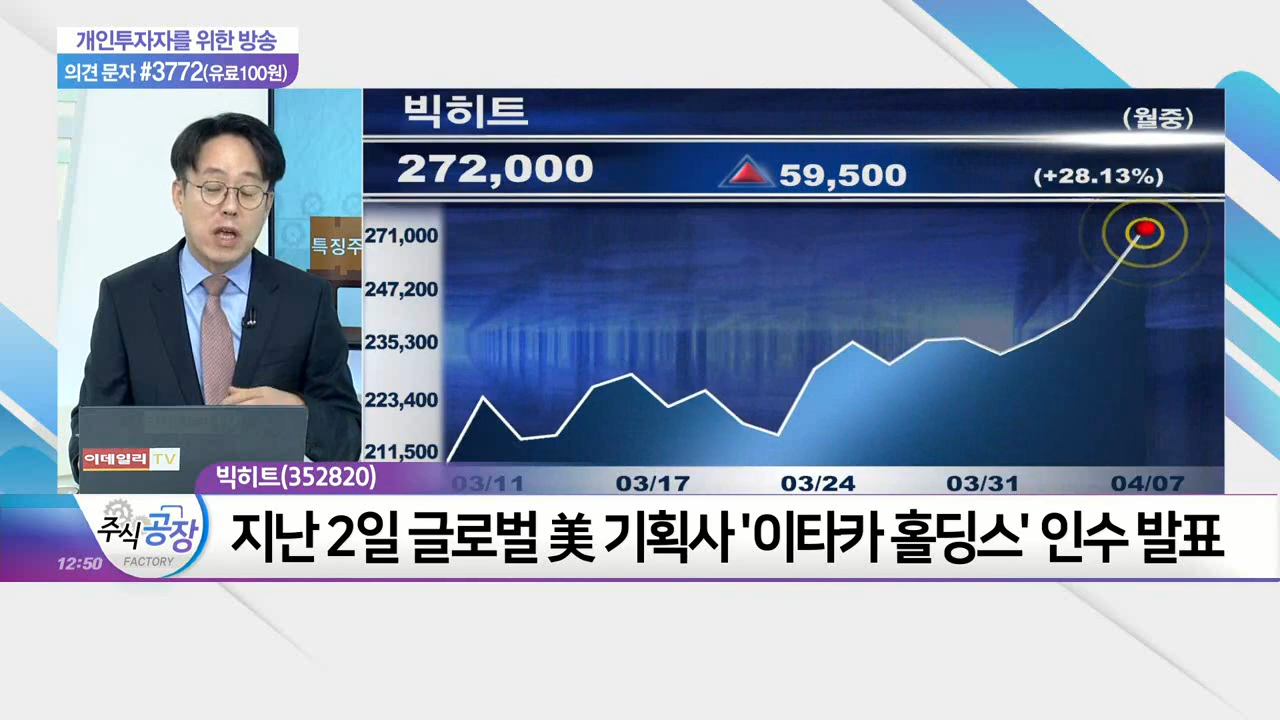 개인투자자를 위한 방송
의견 문자 #3772(유료100원)
빅히트
(월중)
272,000
59,500
(+28.13%)
특징주
271,000
247,200
235,300
223,400
211,500
03/11
03/17
03/24
03/31
04/07
이데일리TV
빅히트(352820)
주식공장
FACTORY
12:50
지난 2일 글로벌 美 기획사 '이타카 홀딩스' 인수 발표